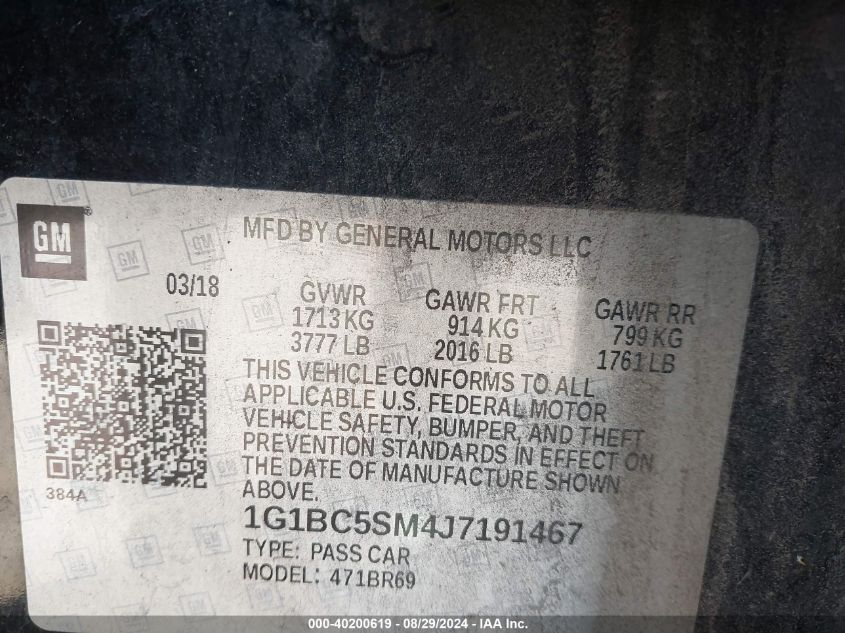 GM®
MFD BY GENERAL MOTORS LLC
03/18
GVWR
1713 KG
3777 LB
GAWR FRT
914 KG
2016 LB
GAWR RR
799 KG
1761 LB
THIS VEHICLE CONFORMS TO ALL
APPLICABLE U.S. FEDERAL MOTOR
VEHICLE SAFETY, BUMPER, AND THEFT
PREVENTION STANDARDS IN EFFECT ON
THE DATE OF MANUFACTURE SHOWN
ABOVE.
384A
1G1BC5SM4J7191467
TYPE: PASS CAR
MODEL: 471BR69
000-40200619 - 08/29/2024 - IAA Inc.